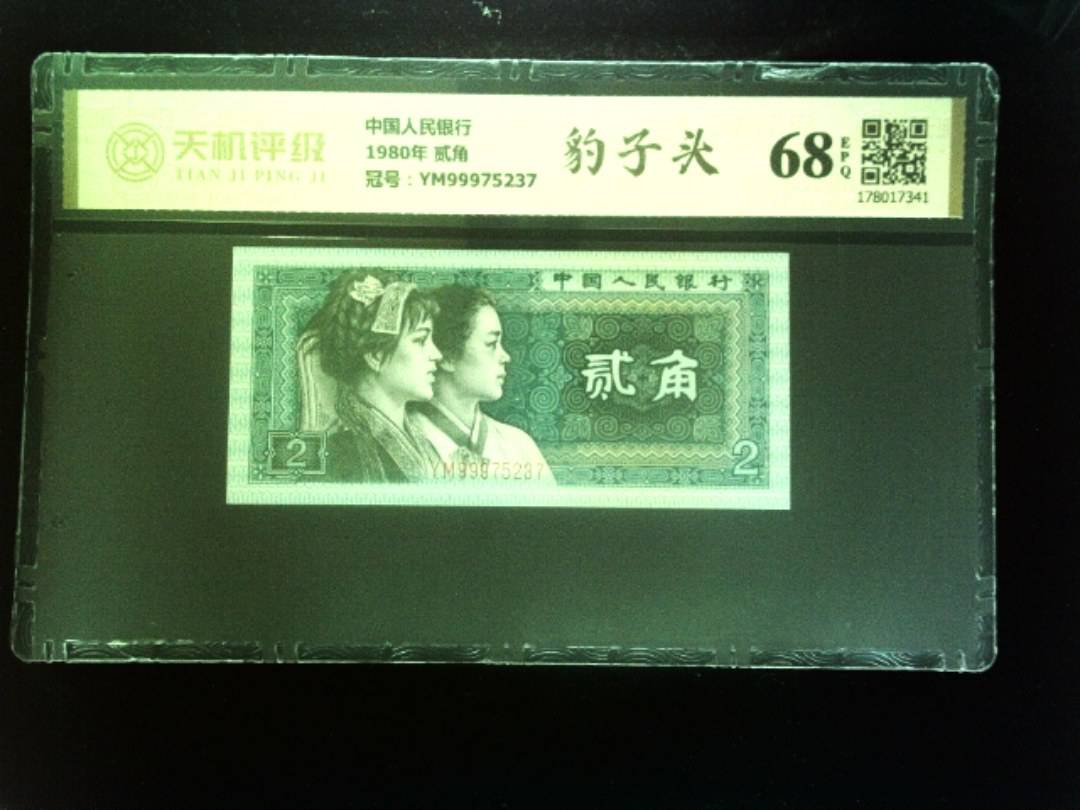 天机评级
TIAN JI PING JI
中国人民银行
1980年 贰角
冠号：YM99975237
豹子头
68
EPQ
178017341
中国人民银行
贰角
2
2
YM99975237